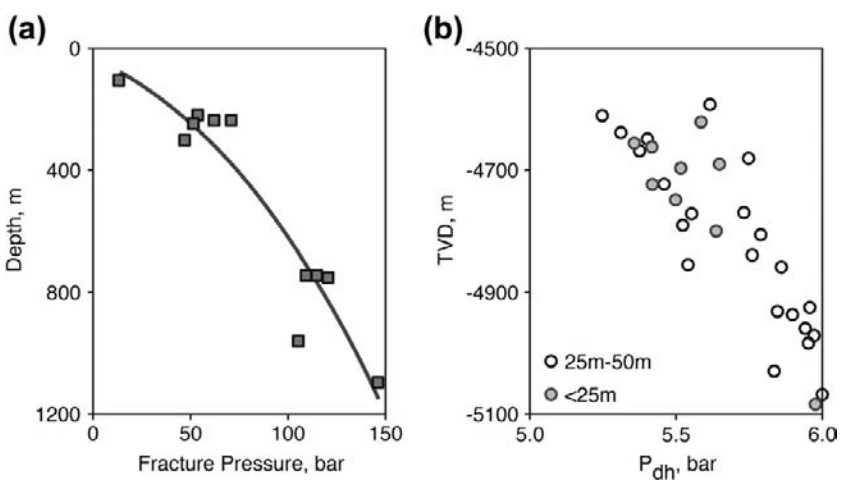 (a)
0
400
800
1200
Depth, m
0 50 100 150
Fracture Pressure, bar
(b)
-4500
-4700
-4900
-5100
TVD, m
25m-50m
<25m
5.0 5.5 6.0
Pdh, bar